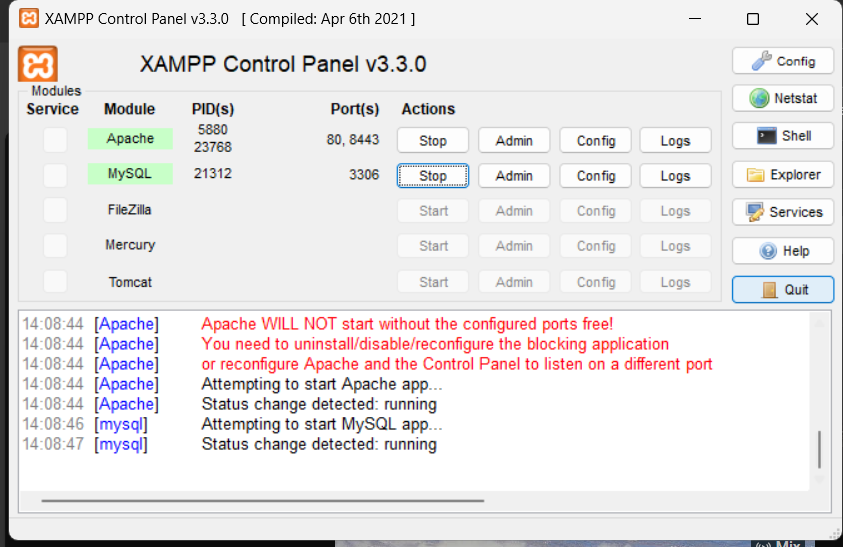 XAMPP Control Panel v3.3.0 [ Compiled: Apr 6th 2021 ]
XAMPP Control Panel v3.3.0
Config
Modules
Service Module PID(s) Port(s) Actions
Netstat
Apache 5880 23768 80, 8443 Stop Admin Config Logs
Shell
MySQL 21312 3306 Stop Admin Config Logs
Explorer
FileZilla Start Admin Config Logs
Services
Mercury Start Admin Config Logs
Help
Tomcat Start Admin Config Logs
Quit
14:08:44 [Apache] Apache WILL NOT start without the configured ports free!
14:08:44 [Apache] You need to uninstall/disable/reconfigure the blocking application
14:08:44 [Apache] or reconfigure Apache and the Control Panel to listen on a different port
14:08:44 [Apache] Attempting to start Apache app...
14:08:44 [Apache] Status change detected: running
14:08:46 [mysql] Attempting to start MySQL app...
14:08:47 [mysql] Status change detected: running
Mix